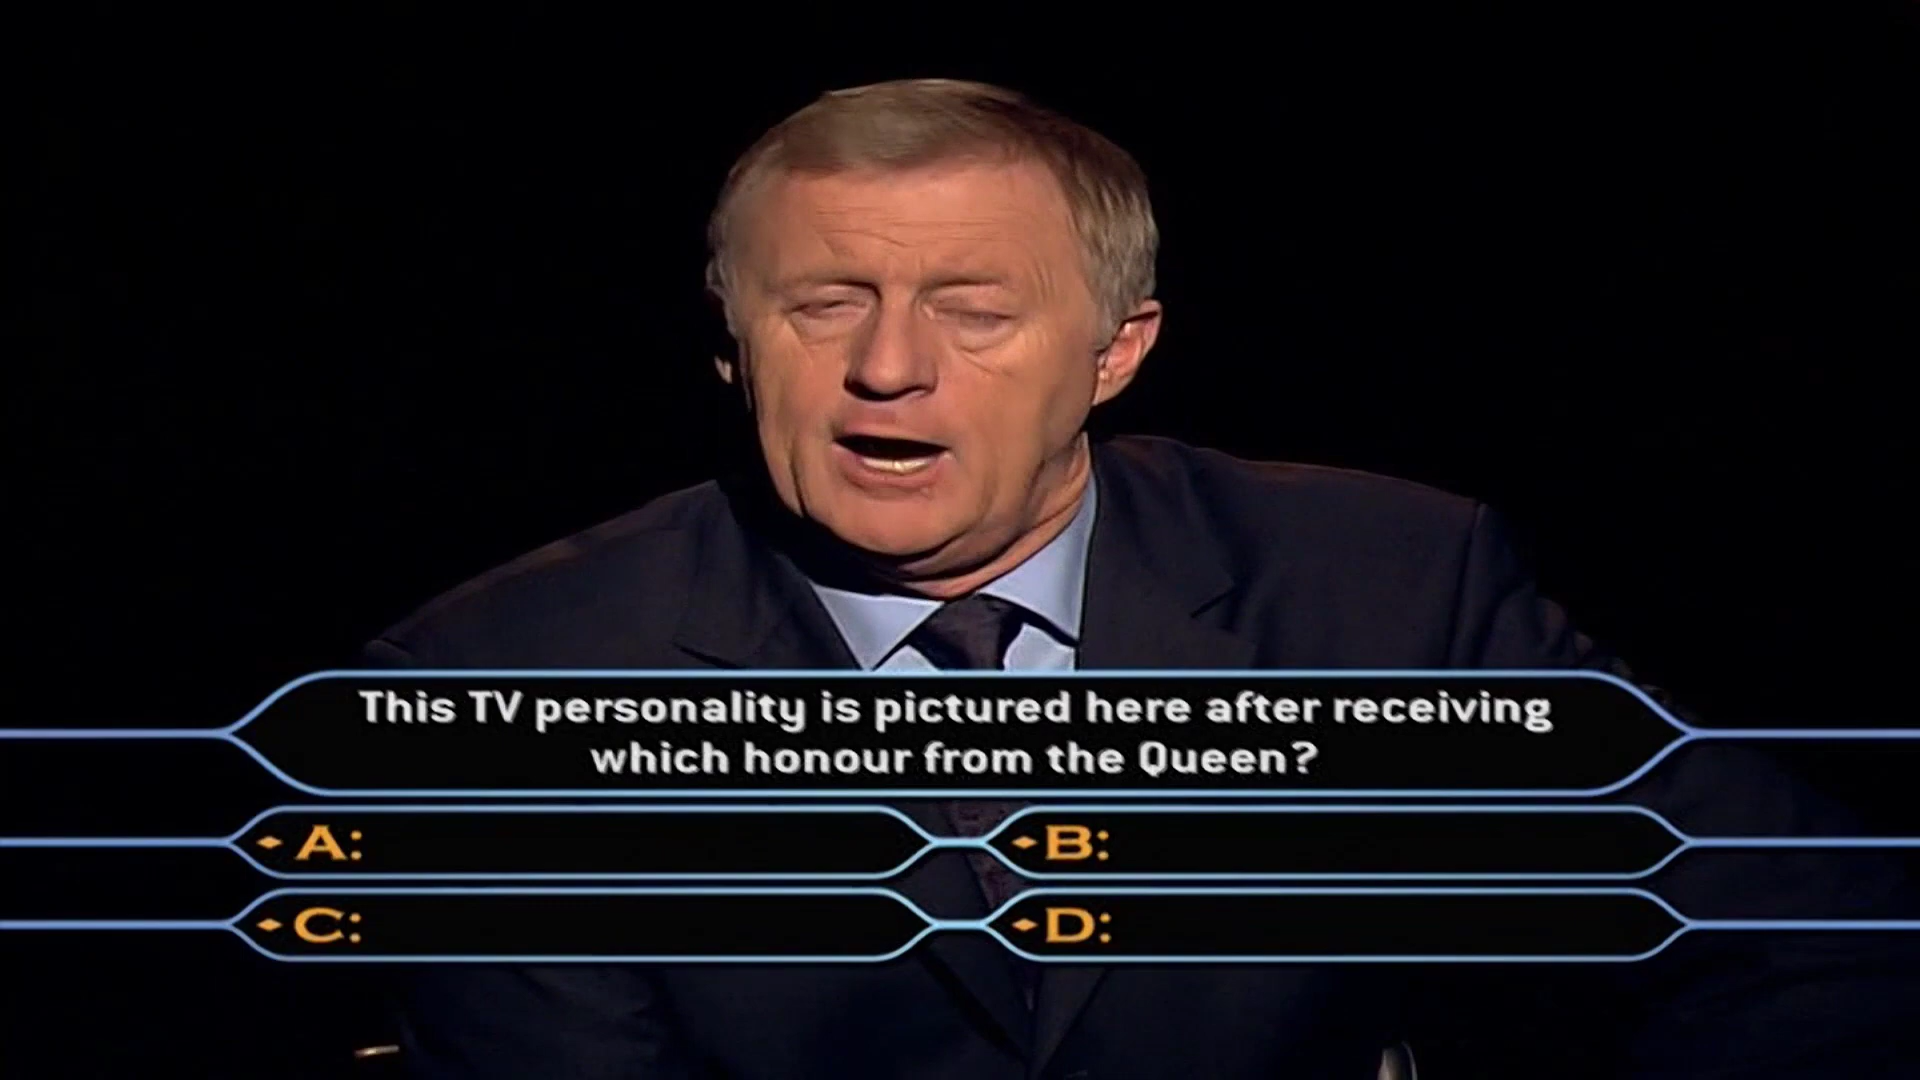 This TV personality is pictured here after receiving
which honour from the Queen?
A:
B:
C:
D: